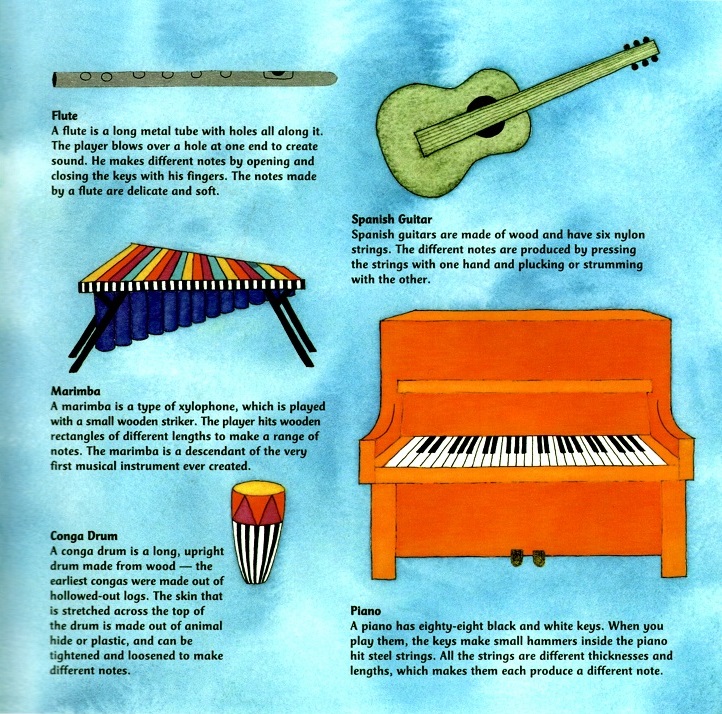 Flute
A flute is a long metal tube with holes all along it.
The player blows over a hole at one end to create
sound. He makes different notes by opening and
closing the keys with his fingers. The notes made
by a flute are delicate and soft.
Spanish Guitar
Spanish guitars are made of wood and have six nylon
strings. The different notes are produced by pressing
the strings with one hand and plucking or strumming
with the other.
Marimba
A marimba is a type of xylophone, which is played
with a small wooden striker. The player hits wooden
rectangles of different lengths to make a range of
notes. The marimba is a descendant of the very
first musical instrument ever created.
Conga Drum
A conga drum is a long, upright
drum made from wood — the
earliest congas were made out of
hollowed-out logs. The skin that
is stretched across the top of
the drum is made out of animal
hide or plastic, and can be
tightened and loosened to make
different notes.
Piano
A piano has eighty-eight black and white keys. When you
play them, the keys make small hammers inside the piano
hit steel strings. All the strings are different thicknesses and
lengths, which makes them each produce a different note.